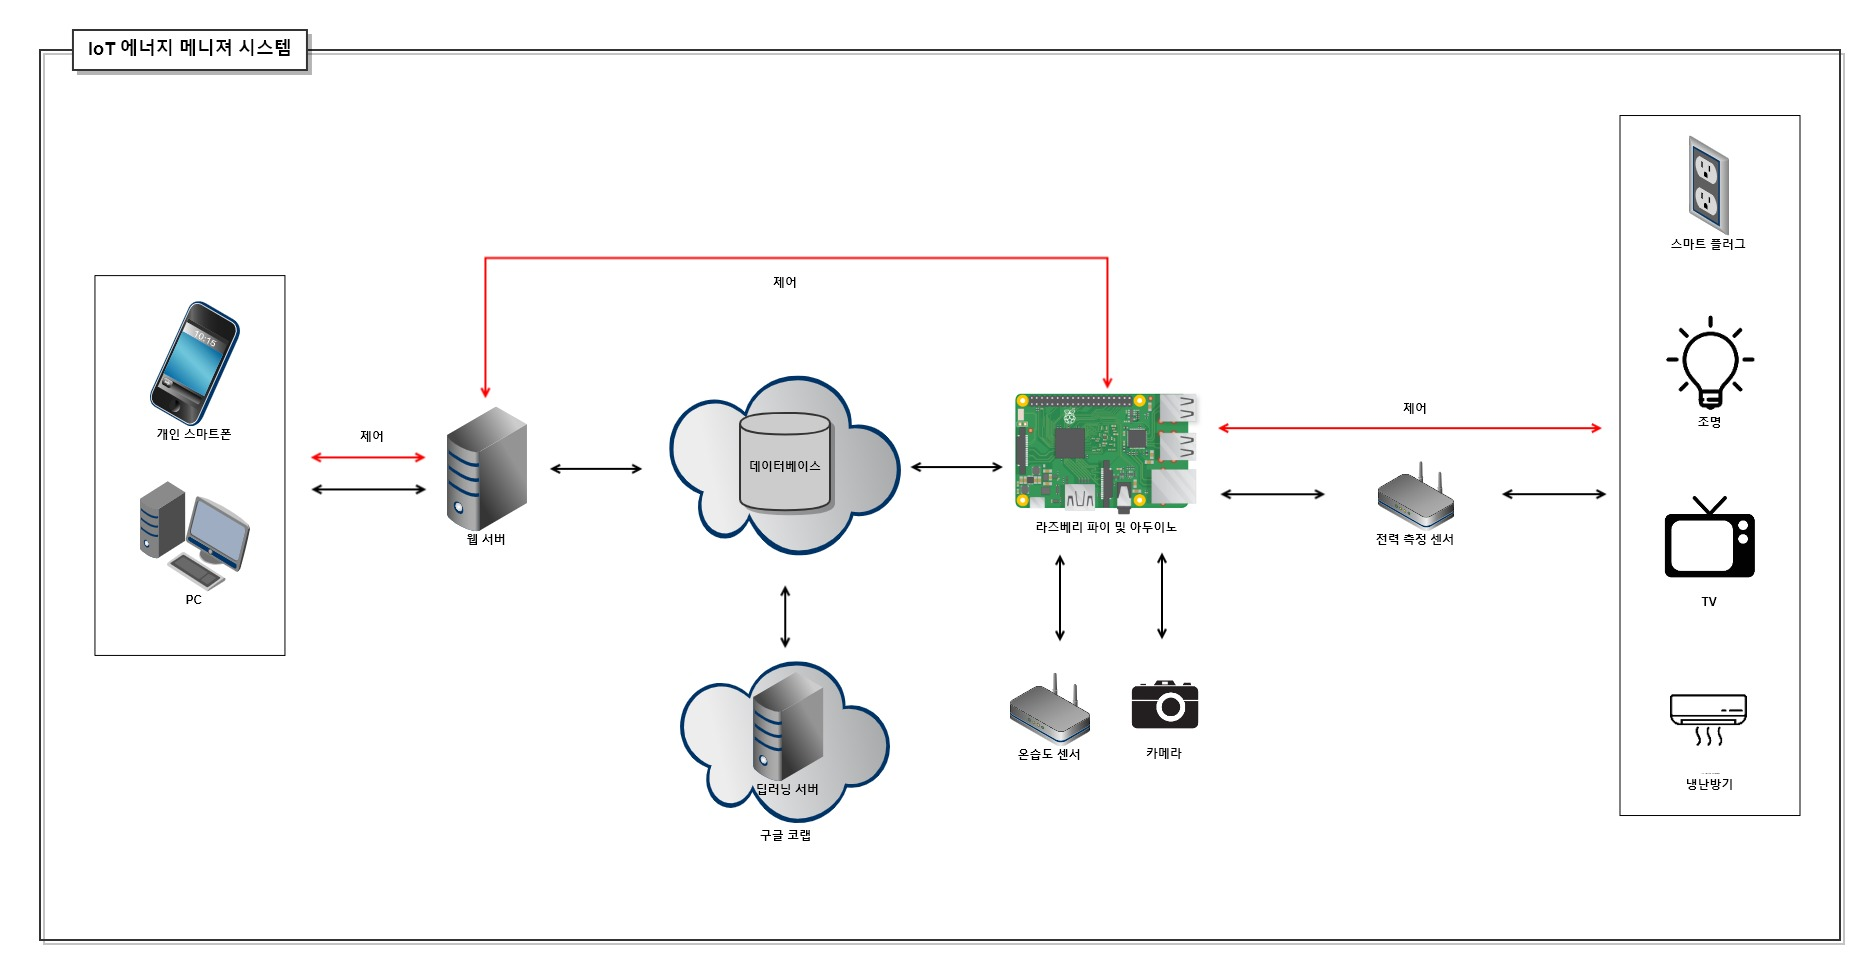 IoT 에너지 메니져 시스템
스마트 플러그
제어
10:15
개인 스마트폰
제어
제어
조명
데이터베이스
라즈베리 파이 및 아두이노
웹 서버
전력 측정 센서
PC
TV
온습도 센서
카메라
딥러닝 서버
냉난방기
구글 코랩